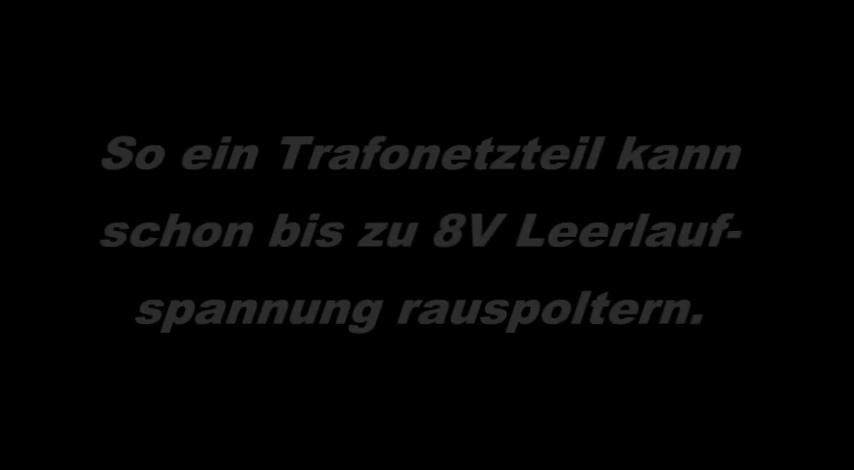 So ein Trafonetzteil kann
schon bis zu 8V Leerlauf-
spannung rauspoltern.